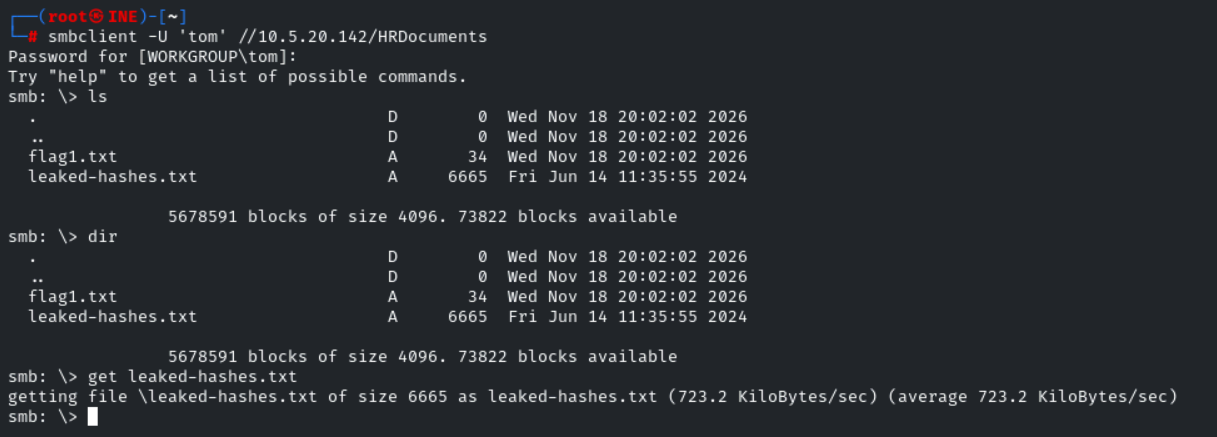 ┌──(root㉿INE)-[~]
└─# smbclient -U 'tom' //10.5.20.142/HRDocuments
Password for [WORKGROUP\tom]:
Try "help" to get a list of possible commands.
smb: \> ls
  .                                   D        0  Wed Nov 18 20:02:02 2026
  ..                                  D        0  Wed Nov 18 20:02:02 2026
  flag1.txt                           A       34  Wed Nov 18 20:02:02 2026
  leaked-hashes.txt                   A     6665  Fri Jun 14 11:35:55 2024
                5678591 blocks of size 4096. 73822 blocks available
smb: \> dir
  .                                   D        0  Wed Nov 18 20:02:02 2026
  ..                                  D        0  Wed Nov 18 20:02:02 2026
  flag1.txt                           A       34  Wed Nov 18 20:02:02 2026
  leaked-hashes.txt                   A     6665  Fri Jun 14 11:35:55 2024
                5678591 blocks of size 4096. 73822 blocks available
smb: \> get leaked-hashes.txt
getting file \leaked-hashes.txt of size 6665 as leaked-hashes.txt (723.2 KiloBytes/sec) (average 723.2 KiloBytes/sec)
smb: \>